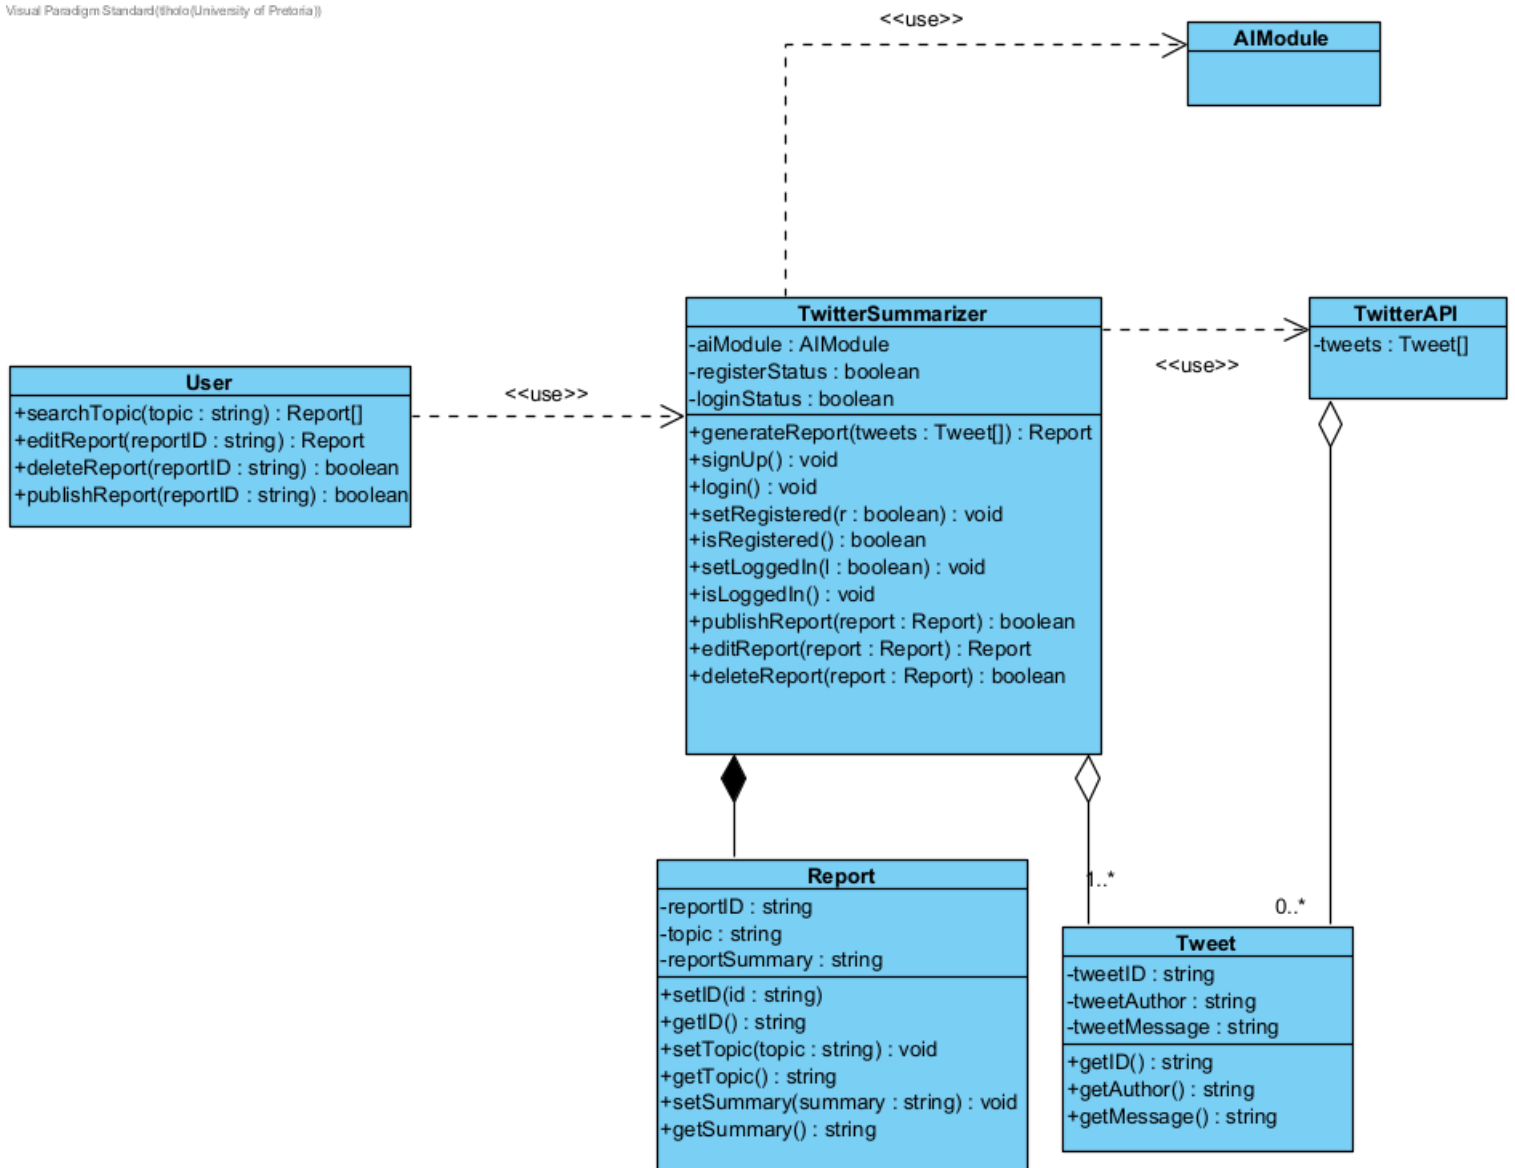 Visual Paradigm Standard(tlholo(University of Pretoria))
<<use>>
AIModule
TwitterSummarizer
-aiModule : AIModule
-registerStatus : boolean
-loginStatus : boolean
+generateReport(tweets : Tweet[]) : Report
+signUp() : void
+login() : void
+setRegistered(r : boolean) : void
+isRegistered() : boolean
+setLoggedIn(l : boolean) : void
+isLoggedIn() : void
+publishReport(report : Report) : boolean
+editReport(report : Report) : Report
+deleteReport(report : Report) : boolean
<<use>>
TwitterAPI
-tweets : Tweet[]
User
+searchTopic(topic : string) : Report[]
+editReport(reportID : string) : Report
+deleteReport(reportID : string) : boolean
+publishReport(reportID : string) : boolean
<<use>>
Report
-reportID : string
-topic : string
-reportSummary : string
+setID(id : string)
+getID() : string
+setTopic(topic : string) : void
+getTopic() : string
+setSummary(summary : string) : void
+getSummary() : string
1..*
0..*
Tweet
-tweetID : string
-tweetAuthor : string
-tweetMessage : string
+getID() : string
+getAuthor() : string
+getMessage() : string